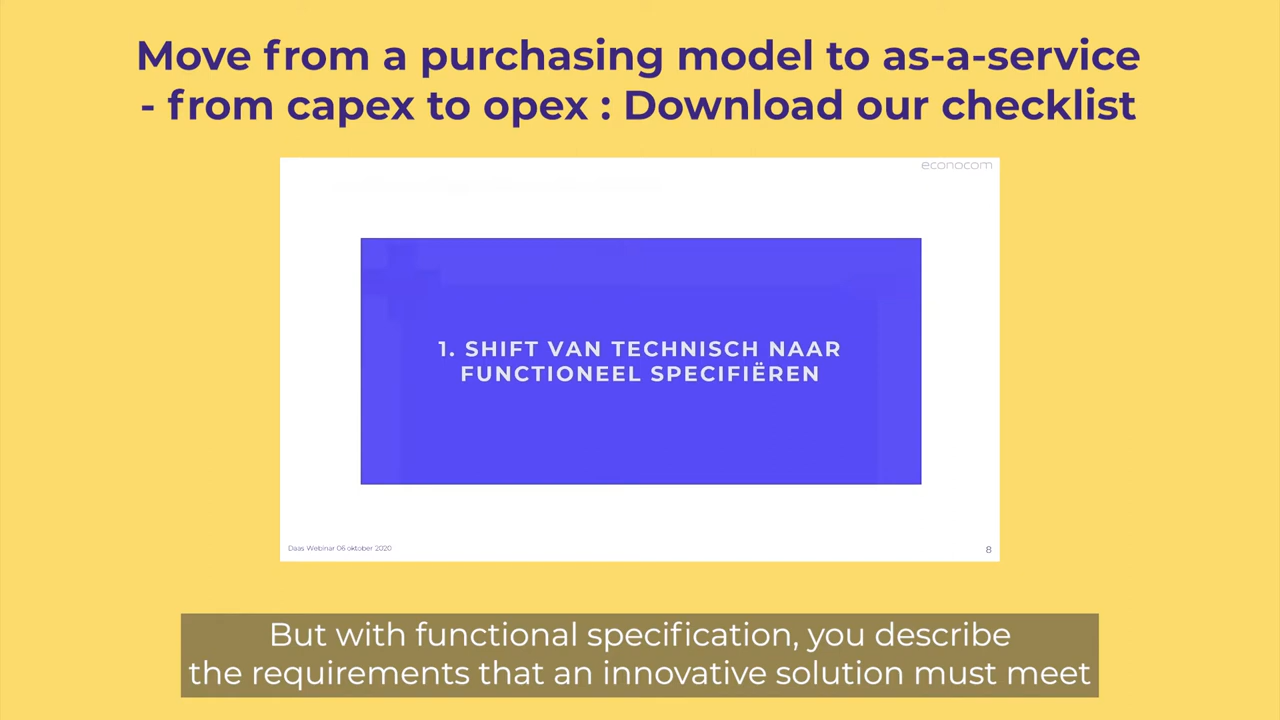 Move from a purchasing model to as-a-service
- from capex to opex : Download our checklist
econocom
1. SHIFT VAN TECHNISCH NAAR
FUNCTIONEEL SPECIFIËREN
Daas Webinar 06 oktober 2020
8
But with functional specification, you describe
the requirements that an innovative solution must meet